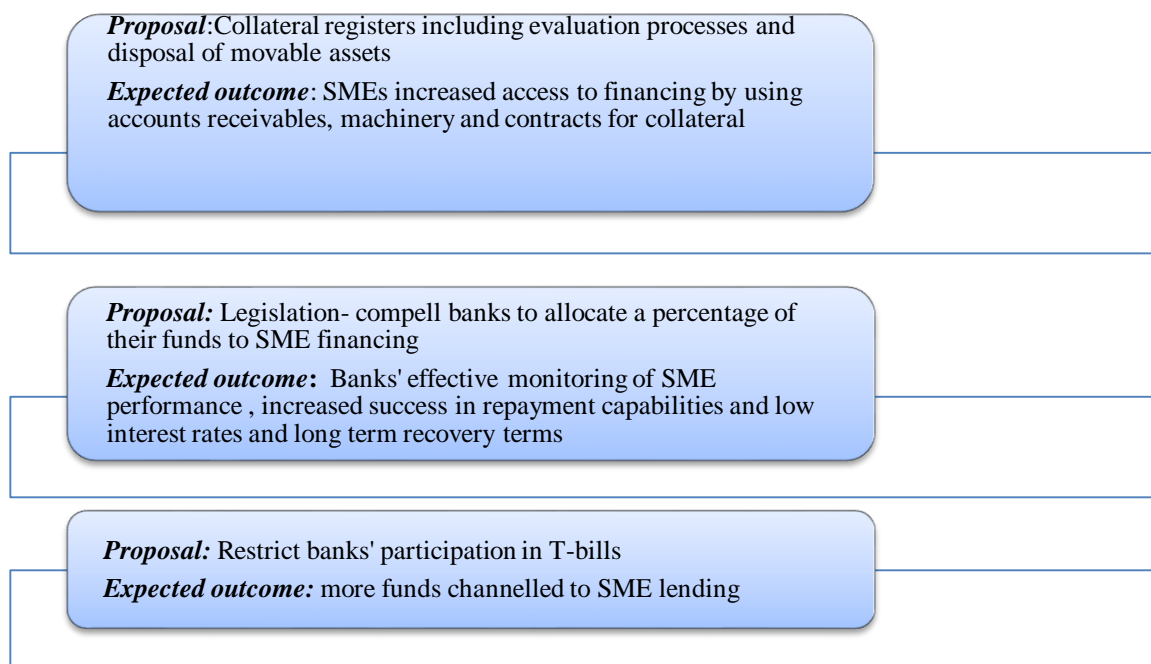 Proposal:Collateral registers including evaluation processes and
disposal of movable assets
Expected outcome: SMEs increased access to financing by using
accounts receivables, machinery and contracts for collateral
Proposal: Legislation- compell banks to allocate a percentage of
their funds to SME financing
Expected outcome: Banks' effective monitoring of SME
performance , increased success in repayment capabilities and low
interest rates and long term recovery terms
Proposal: Restrict banks' participation in T-bills
Expected outcome: more funds channelled to SME lending